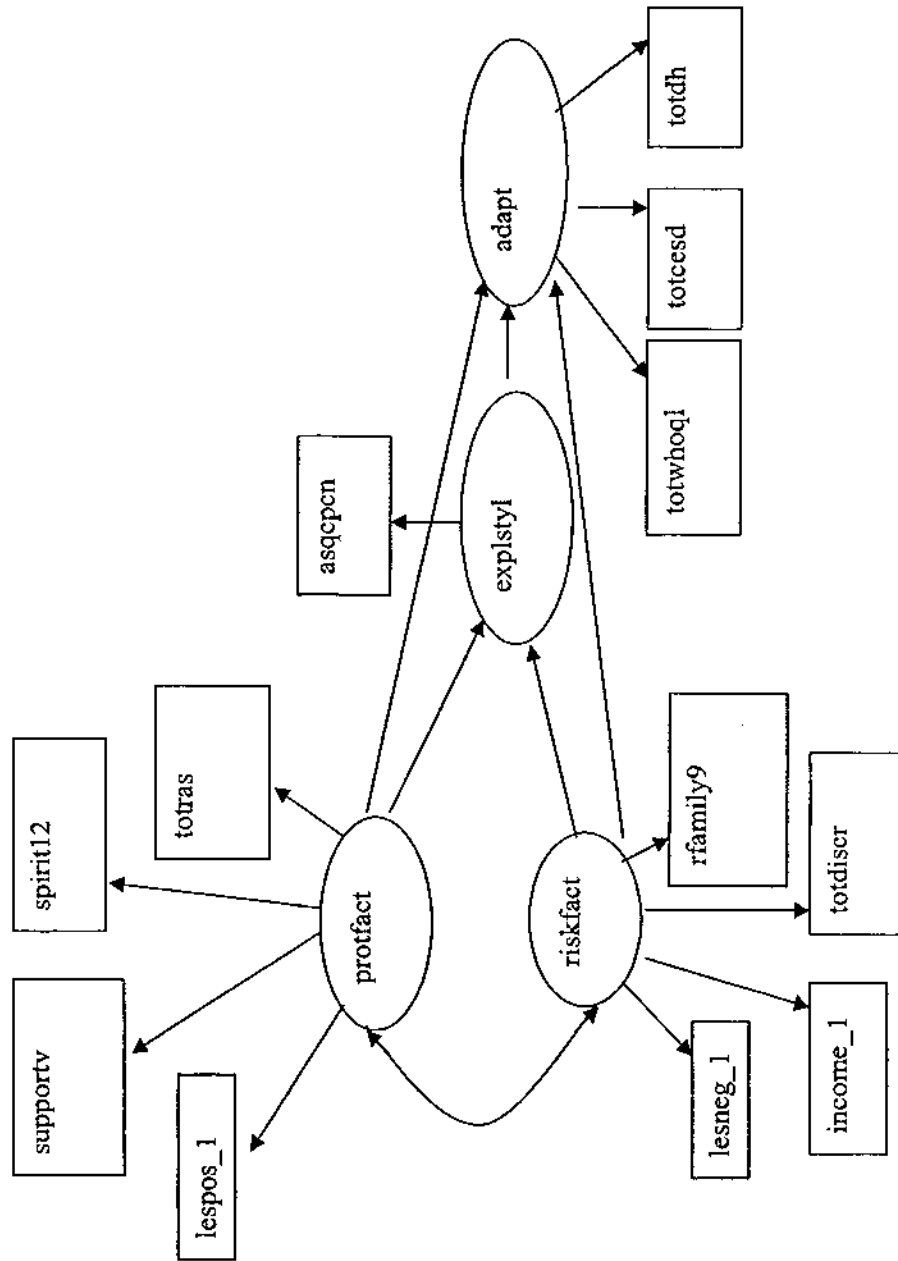 supportv
spirit12
lespos_1
totras
protfact
asqcpcn
explstyl
adapt
riskfact
lesneg_1
rfamily9
income_1
totdiscr
totwhoql
totcesd
totdh